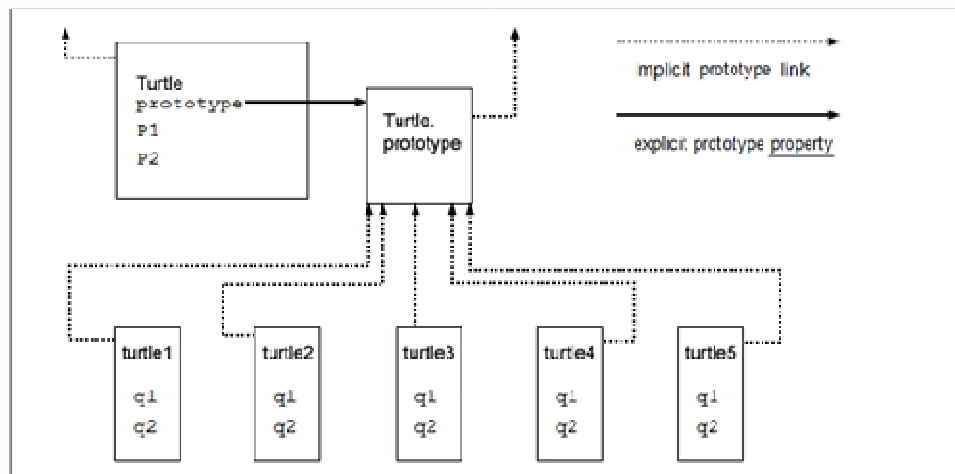 Turtle
prototype
P1
P2
Turtle.
prototype
implicit prototype link
explicit prototype property
turtle1
q1
q2
turtle2
q1
q2
turtle3
q1
q2
turtle4
q1
q2
turtle5
q1
q2